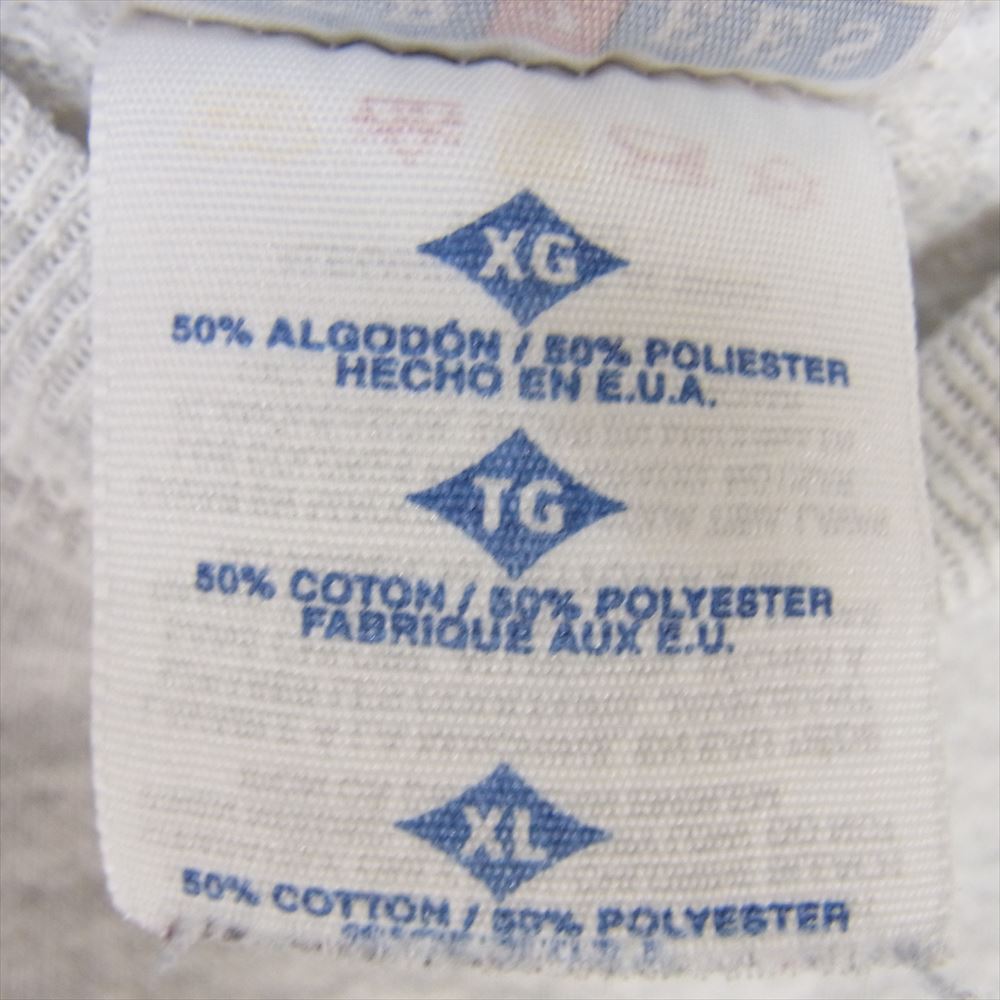 XG
50% ALGODÓN / 50% POLIESTER
HECHO EN E.U.A.
TG
50% COTON / 50% POLYESTER
FABRIQUE AUX E.U.
XL
50% COTTON / 50% POLYESTER